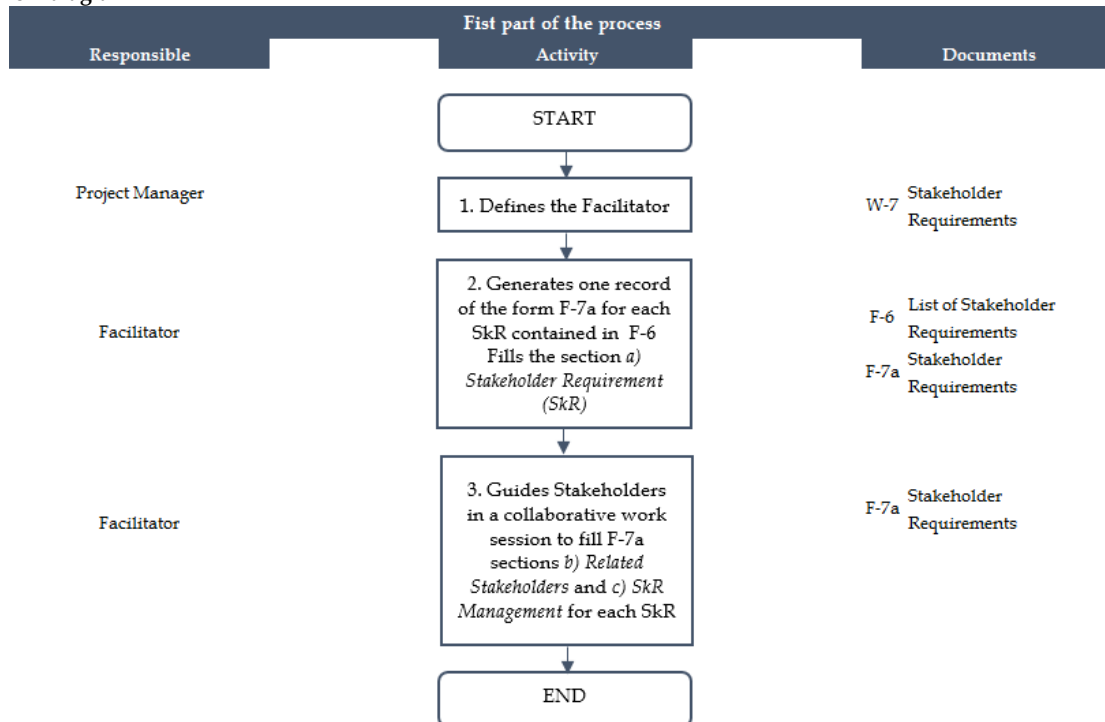 Fist part of the process
Responsible
Activity
Documents
START
Project Manager
1. Defines the Facilitator
W-7
Stakeholder
Requirements
Facilitator
2. Generates one record
of the form F-7a for each
SkR contained in F-6
Fills the section a)
Stakeholder Requirement
(SkR)
F-6
List of Stakeholder
Requirements
F-7a
Stakeholder
Requirements
Facilitator
3. Guides Stakeholders
in a collaborative work
session to fill F-7a
sections b) Related
Stakeholders and c) SkR
Management for each SkR
F-7a
Stakeholder
Requirements
END